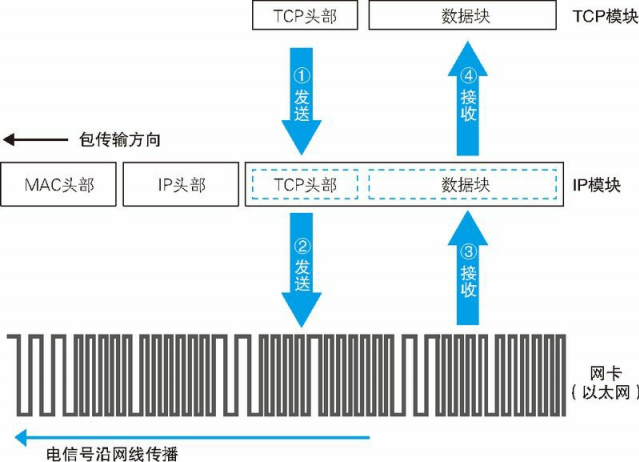 TCP头部 数据块 TCP模块
①发送 ④接收
包传输方向
MAC头部 IP头部 TCP头部 数据块 IP模块
②发送 ③接收
网卡
（以太网）
电信号沿网线传播